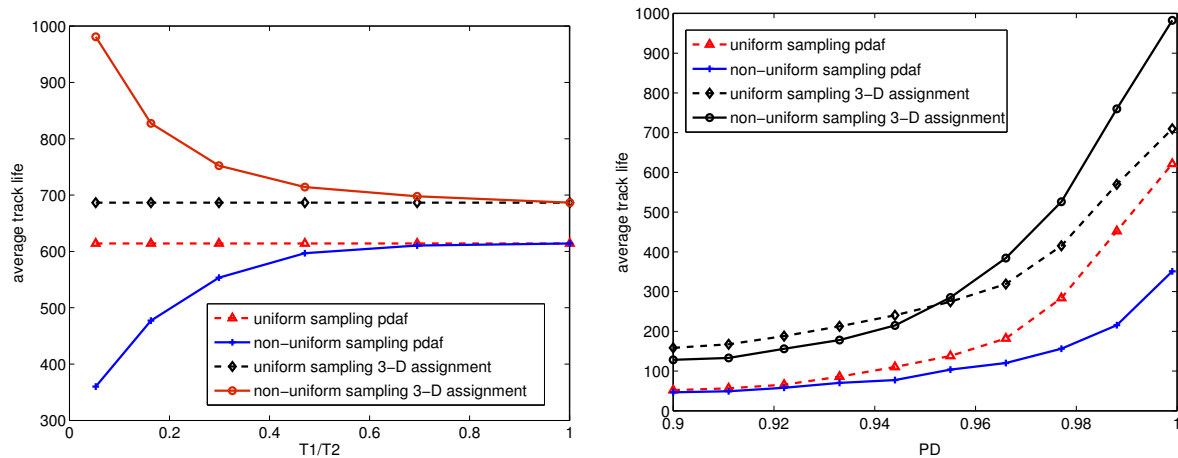 1000
900
800
700
600
500
400
300
average track life
0
0.2
0.4
0.6
0.8
1
T1/T2
uniform sampling pdaf
non−uniform sampling pdaf
uniform sampling 3−D assignment
non−uniform sampling 3−D assignment
1000
900
800
700
600
500
400
300
200
100
0
average track life
0.9
0.92
0.94
0.96
0.98
1
PD
uniform sampling pdaf
non−uniform sampling pdaf
uniform sampling 3−D assignment
non−uniform sampling 3−D assignment